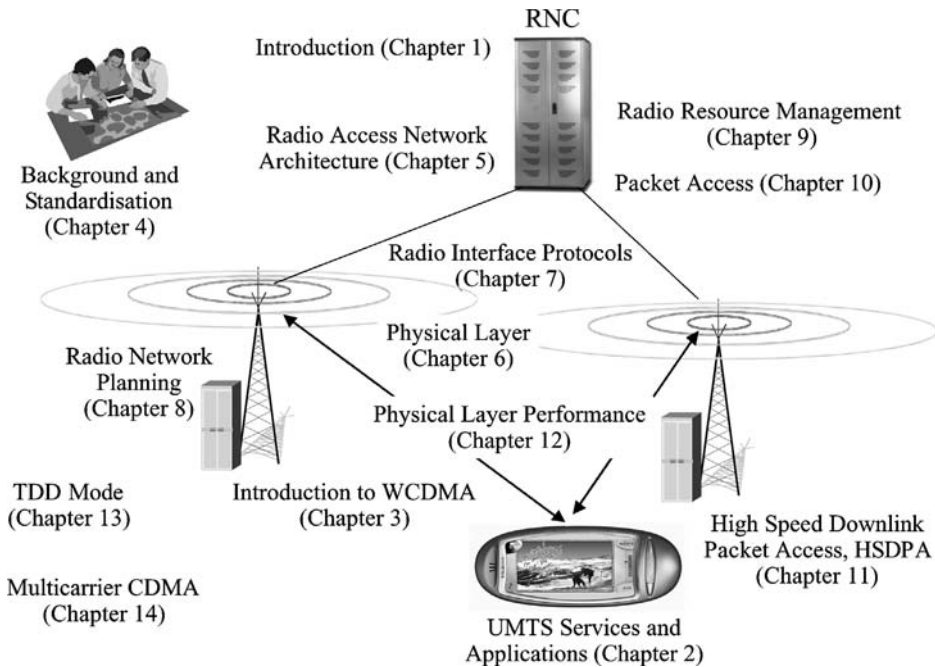 RNC
Introduction (Chapter 1)
Radio Resource Management
(Chapter 9)
Radio Access Network
Architecture (Chapter 5)
Background and
Standardisation
(Chapter 4)
Packet Access (Chapter 10)
Radio Interface Protocols
(Chapter 7)
Physical Layer
(Chapter 6)
Radio Network
Planning
(Chapter 8)
Physical Layer Performance
(Chapter 12)
TDD Mode
(Chapter 13)
Introduction to WCDMA
(Chapter 3)
High Speed Downlink
Packet Access, HSDPA
(Chapter 11)
Multicarrier CDMA
(Chapter 14)
UMTS Services and
Applications (Chapter 2)